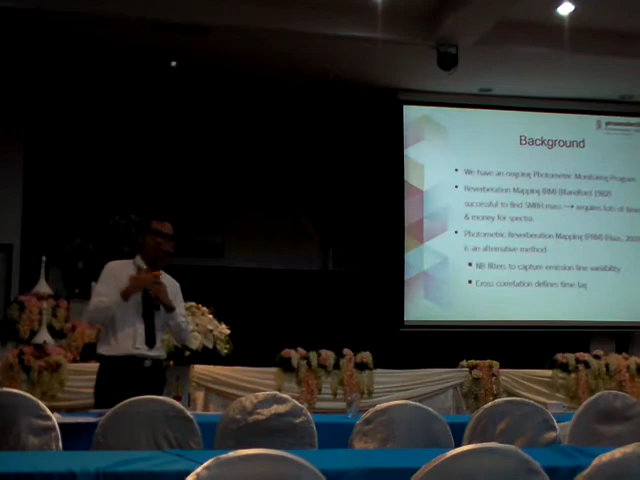 Background
• We have an ongoing Photometric Monitoring Program
• Reverberation Mapping (RM) (Blandford 1982)
successful to find SMBH mass → requires lots of time
& money for spectra
• Photometric Reverberation Mapping (PRM) (Haas, 
is an alternative method
▪ NB filters to capture emission line variability
▪ Cross correlation defines time lag